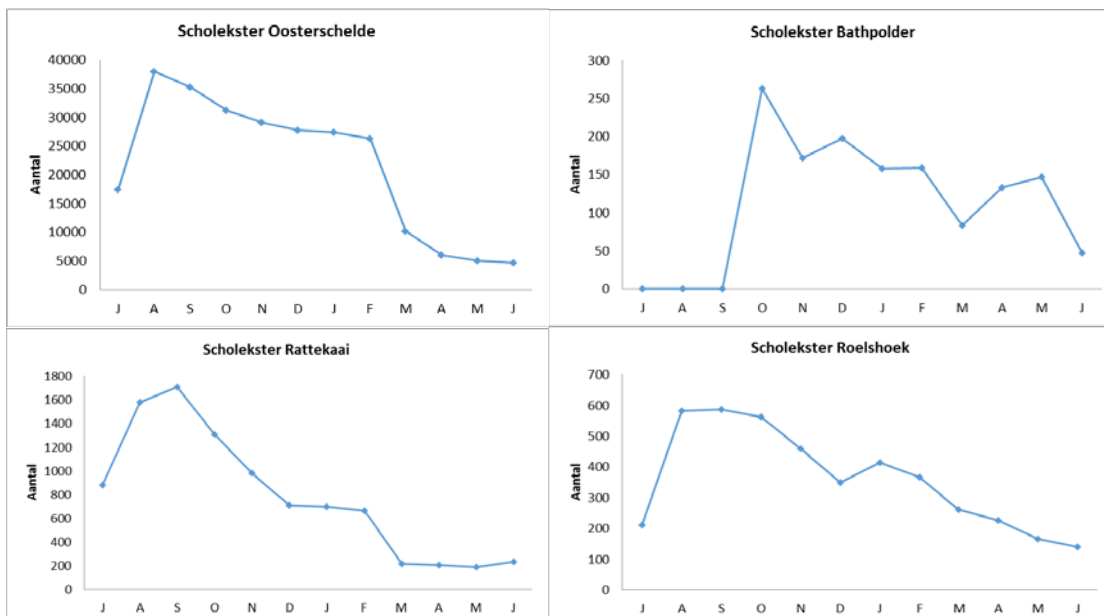 Scholekster Oosterschelde
Aantal
40000
35000
30000
25000
20000
15000
10000
5000
0
J A S O N D J F M A M J
Scholekster Bathpolder
Aantal
300
250
200
150
100
50
0
J A S O N D J F M A M J
Scholekster Rattekaai
Aantal
1800
1600
1400
1200
1000
800
600
400
200
0
J A S O N D J F M A M J
Scholekster Roelshoek
Aantal
700
600
500
400
300
200
100
0
J A S O N D J F M A M J